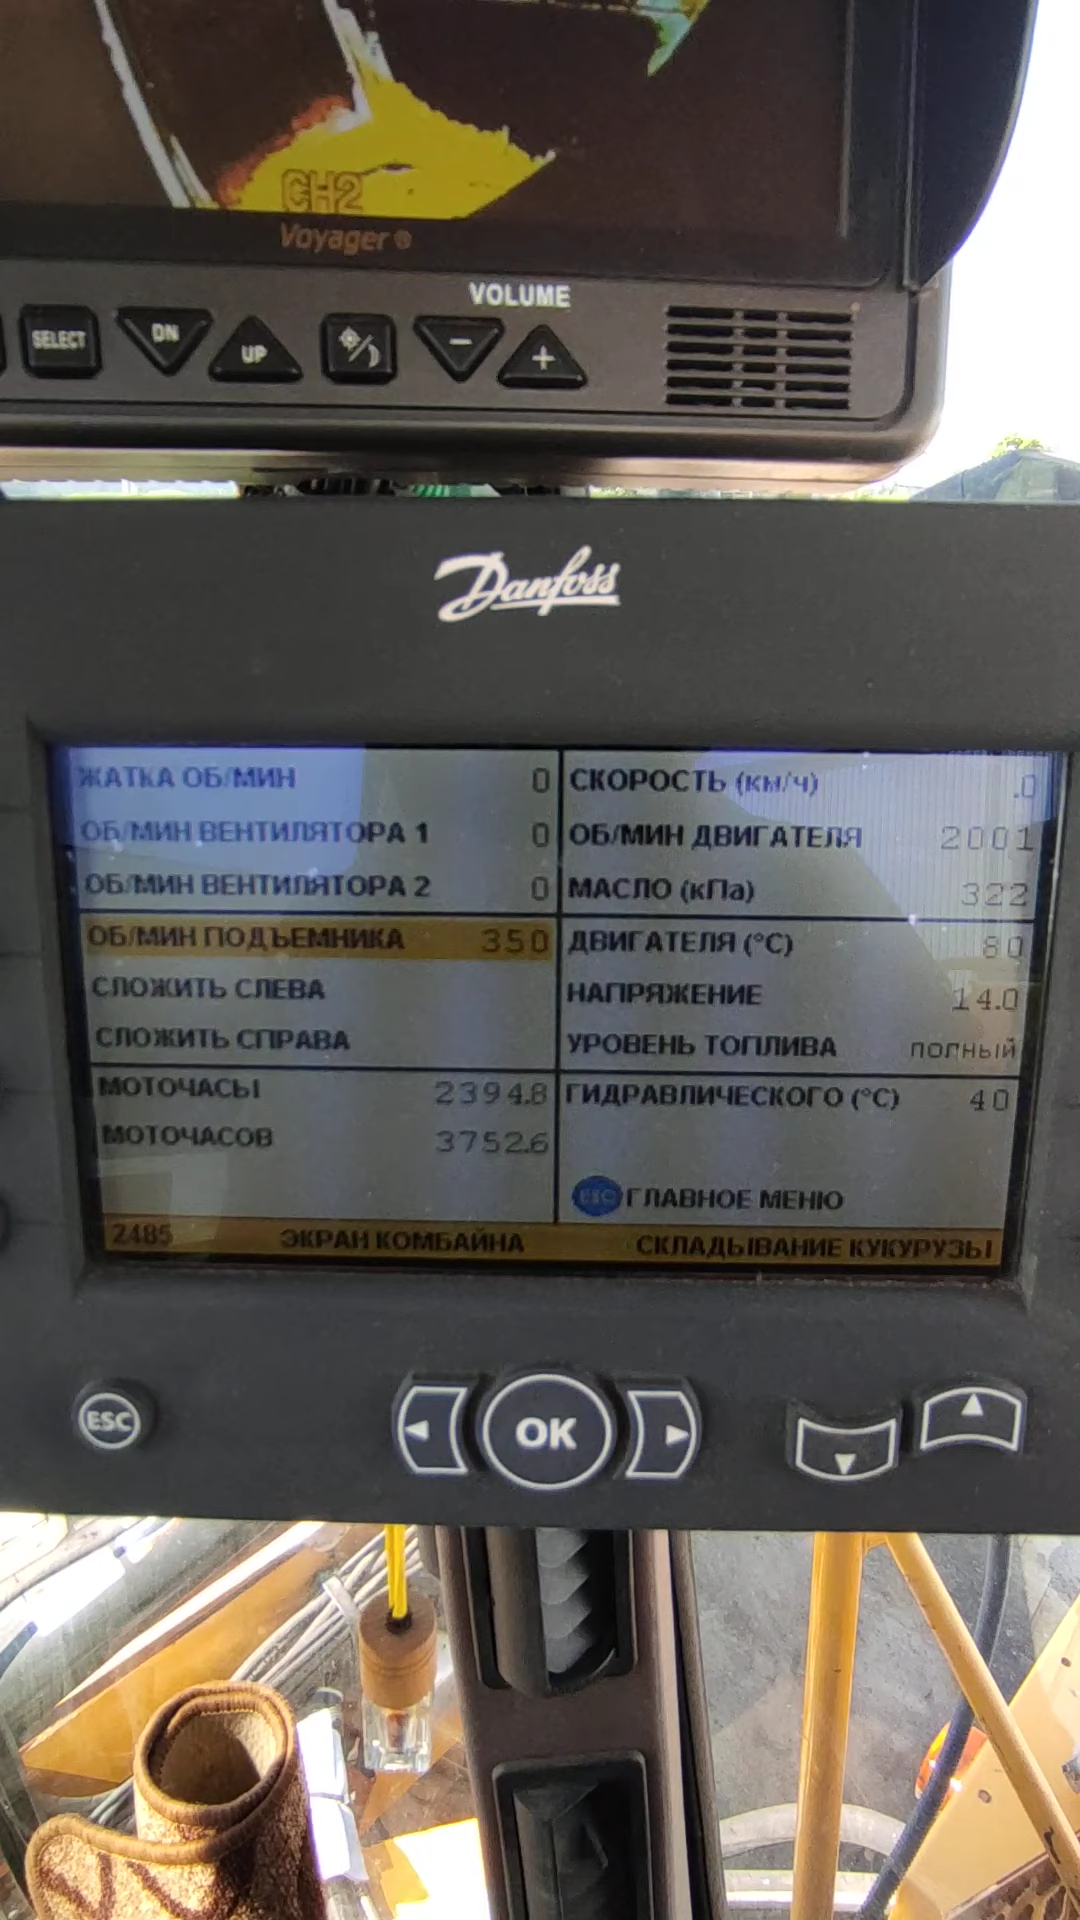 CH2
Voyager®
VOLUME
SELECT DN UP - +
Danfoss
ЖАТКА ОБ/МИН 0
ОБ/МИН ВЕНТИЛЯТОРА 1 0
ОБ/МИН ВЕНТИЛЯТОРА 2 0
ОБ/МИН ПОДЪЕМНИКА 350
СЛОЖИТЬ СЛЕВА
СЛОЖИТЬ СПРАВА
МОТОЧАСЫ 2394.8
МОТОЧАСОВ 3752.6
СКОРОСТЬ (км/ч) .0
ОБ/МИН ДВИГАТЕЛЯ 2001
МАСЛО (кПа) 322
ДВИГАТЕЛЯ (°C) 80
НАПРЯЖЕНИЕ 14.0
УРОВЕНЬ ТОПЛИВА полный
ГИДРАВЛИЧЕСКОГО (°C) 40
ESC ГЛАВНОЕ МЕНЮ
2485 ЭКРАН КОМБАЙНА СКЛАДЫВАНИЕ КУКУРУЗЫ
ESC OK